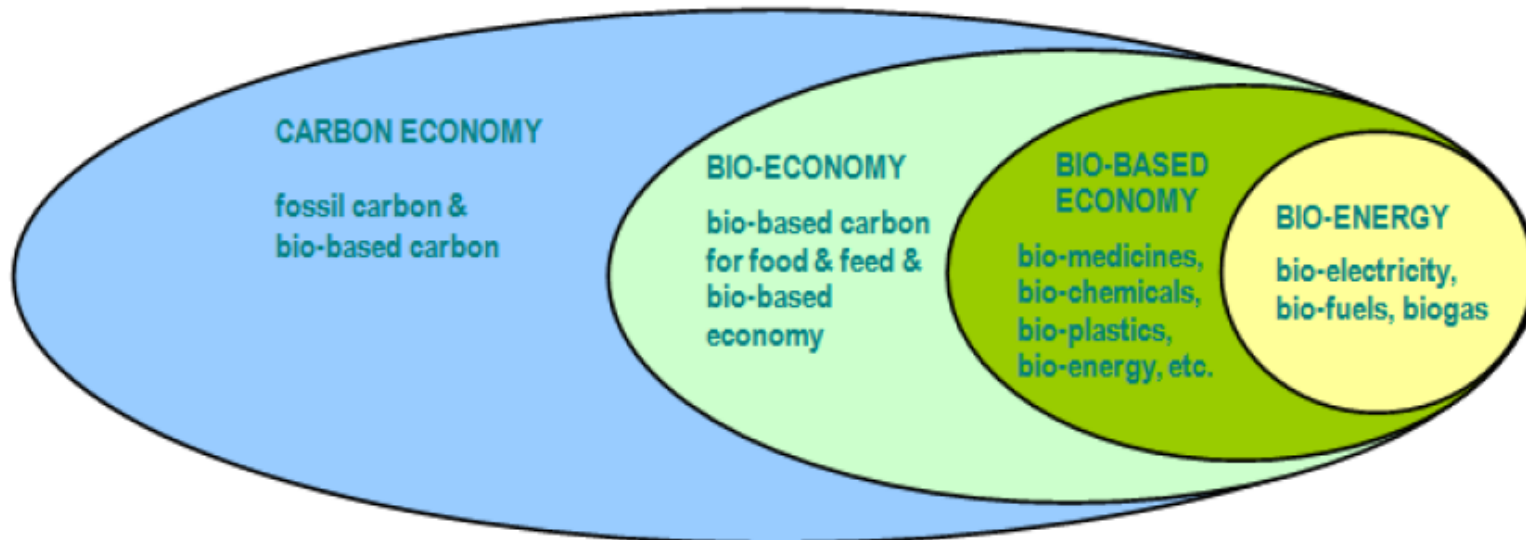 CARBON ECONOMY
fossil carbon &
bio-based carbon
BIO-ECONOMY
bio-based carbon
for food & feed &
bio-based
economy
BIO-BASED
ECONOMY
bio-medicines,
bio-chemicals,
bio-plastics,
bio-energy, etc.
BIO-ENERGY
bio-electricity,
bio-fuels, biogas